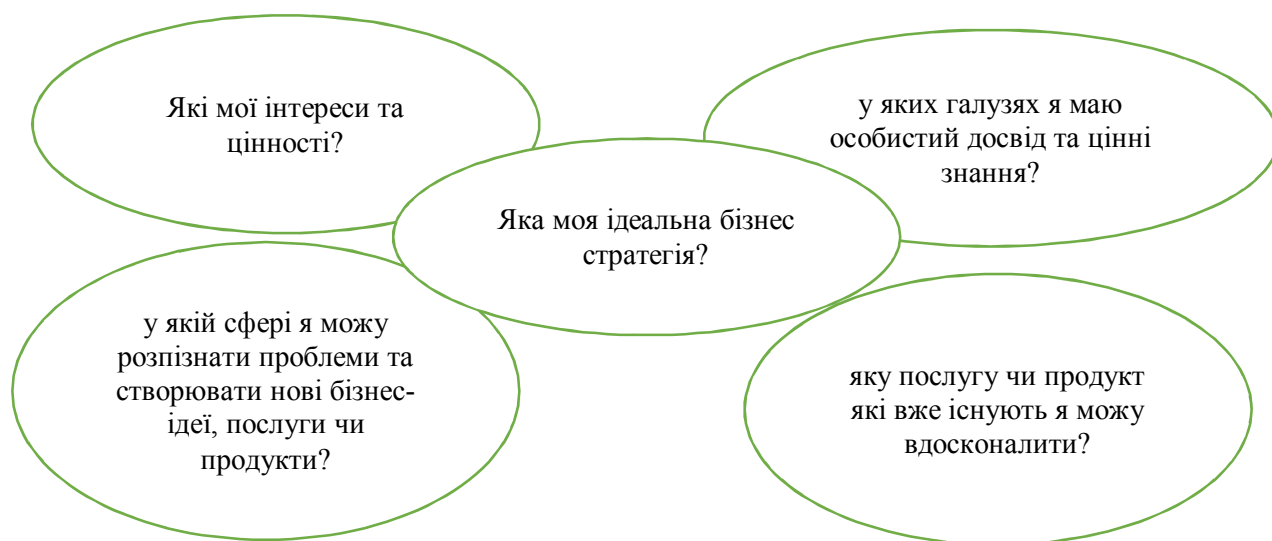 Які мої інтереси та
цінності?
у яких галузях я маю
особистий досвід та цінні
знання?
Яка моя ідеальна бізнес
стратегія?
у якій сфері я можу
розпізнати проблеми та
створювати нові бізнес-
ідеї, послуги чи
продукти?
яку послугу чи продукт
які вже існують я можу
вдосконалити?